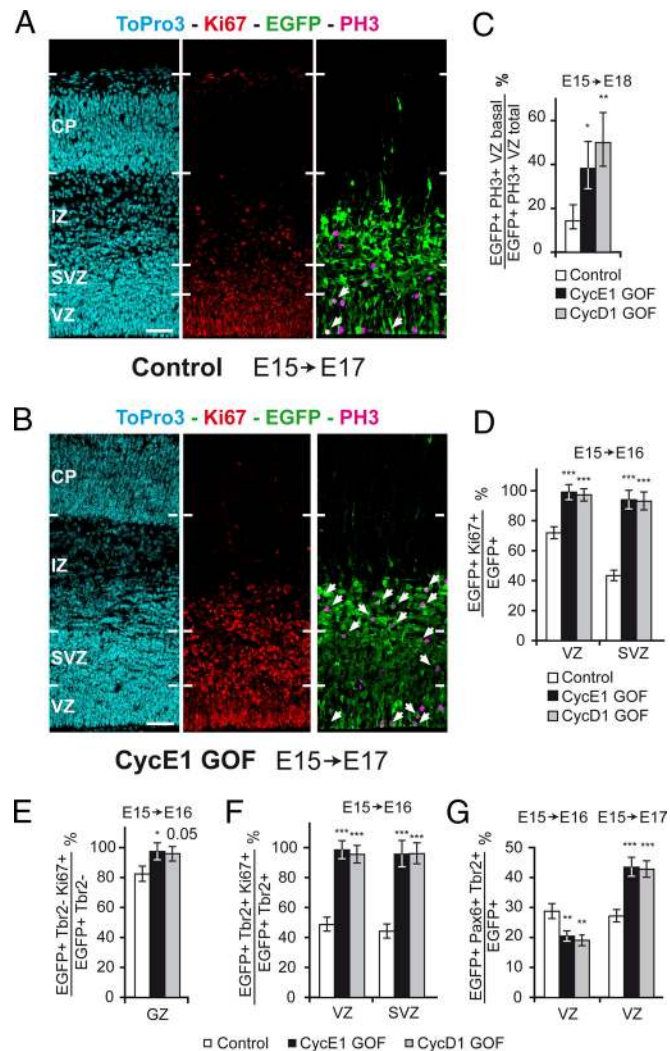 A
ToPro3 - Ki67 - EGFP - PH3
CP
IZ
SVZ
VZ
Control E15→E17
B
ToPro3 - Ki67 - EGFP - PH3
CP
IZ
SVZ
VZ
CycE1 GOF E15→E17
C
E15→E18
EGFP+ PH3+ VZ basal
EGFP+ PH3+ VZ total
%
60
40
20
0
*
**
Control
CycE1 GOF
CycD1 GOF
D
E15→E16
EGFP+ Ki67+
EGFP+
%
100
80
60
40
20
0
*** ***
*** ***
VZ SVZ
Control
CycE1 GOF
CycD1 GOF
E
E15→E16
EGFP+ Tbr2- Ki67+
EGFP+ Tbr2-
%
100
80
60
40
20
0
* 0.05
GZ
F
E15→E16
EGFP+ Tbr2+ Ki67+
EGFP+ Tbr2+
%
100
80
60
40
20
0
*** ***
*** ***
VZ SVZ
G
E15→E16 E15→E17
EGFP+ Pax6+ Tbr2+
EGFP+
%
50
40
30
20
10
0
** **
*** ***
VZ VZ
Control CycE1 GOF CycD1 GOF